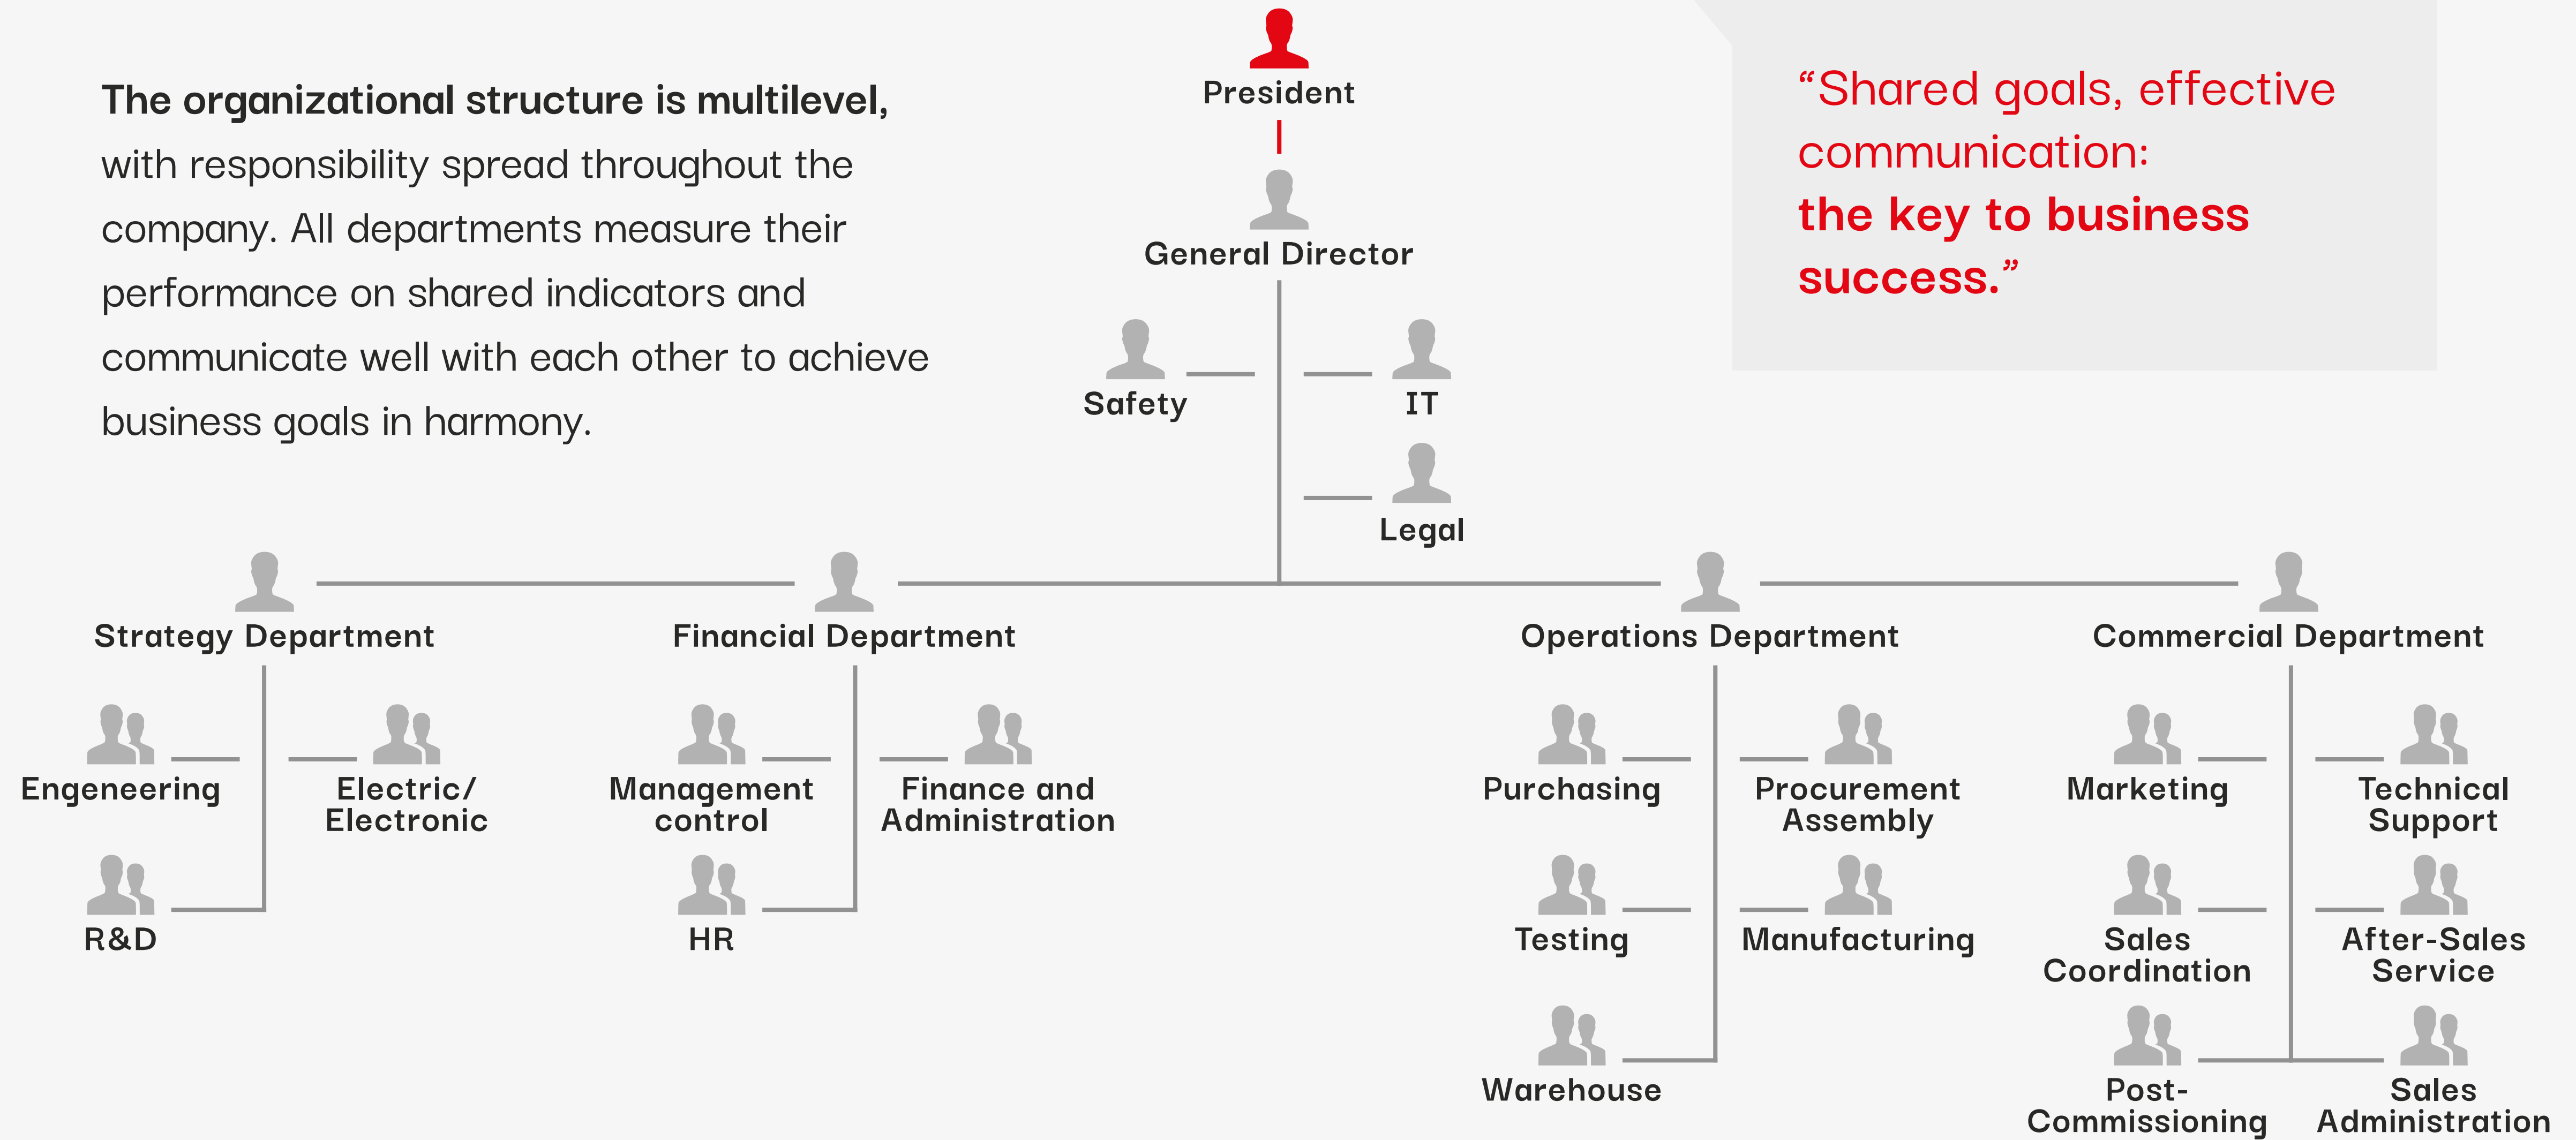 The organizational structure is multilevel,
with responsibility spread throughout the
company. All departments measure their
performance on shared indicators and
communicate well with each other to achieve
business goals in harmony.
President
General Director
“Shared goals, effective
communication:
the key to business
success.”
Safety
IT
Legal
Strategy Department
Financial Department
Operations Department
Commercial Department
Engeneering
Electric/
Electronic
R&D
Management
control
Finance and
Administration
HR
Purchasing
Procurement
Assembly
Testing
Manufacturing
Warehouse
Marketing
Technical
Support
Sales
Coordination
After-Sales
Service
Post-
Commissioning
Sales
Administration